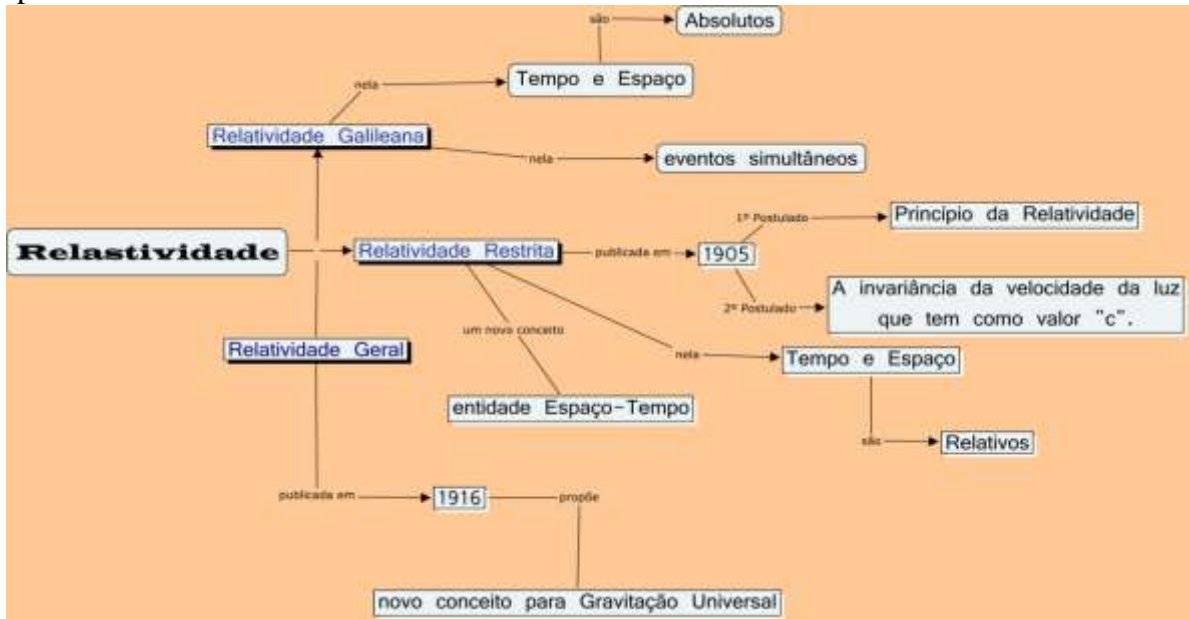 são
Absolutos
Tempo e Espaço
nela
Relatividade Galileana
nela
eventos simultâneos
Relastividade
Relatividade Restrita
publicada em
1905
1º Postulado
Princípio da Relatividade
2º Postulado
A invariância da velocidade da luz
que tem como valor "c".
um novo conceito
entidade Espaço-Tempo
nela
Tempo e Espaço
são
Relativos
Relatividade Geral
publicada em
1916
propõe
novo conceito para Gravitação Universal